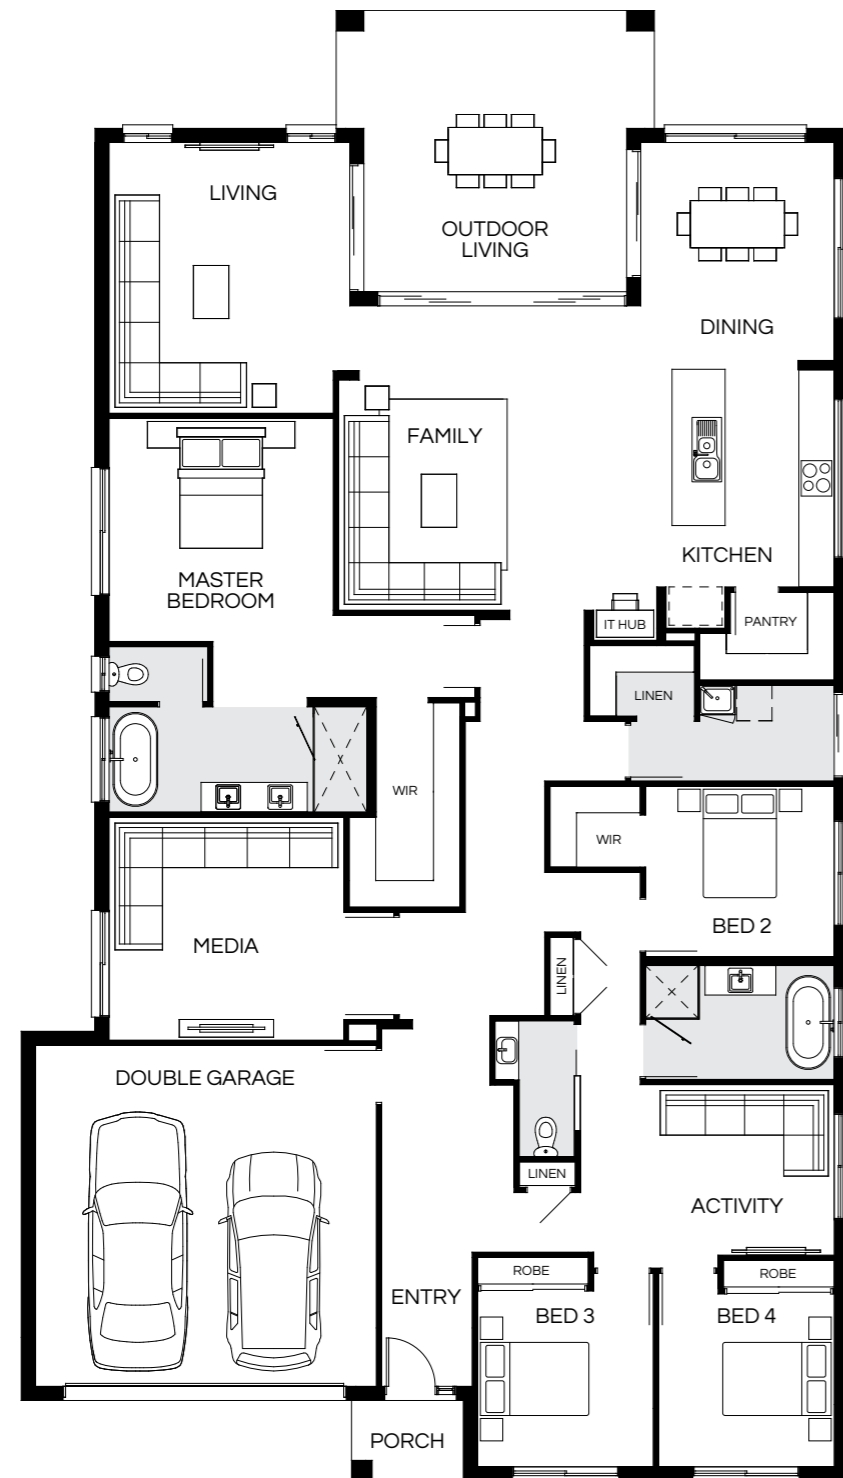 LIVING
OUTDOOR
LIVING
DINING
FAMILY
KITCHEN
MASTER
BEDROOM
IT HUB
PANTRY
LINEN
WIR
WIR
BED 2
MEDIA
LINEN
DOUBLE GARAGE
LINEN
ACTIVITY
ROBE
ROBE
ENTRY
BED 3
BED 4
PORCH